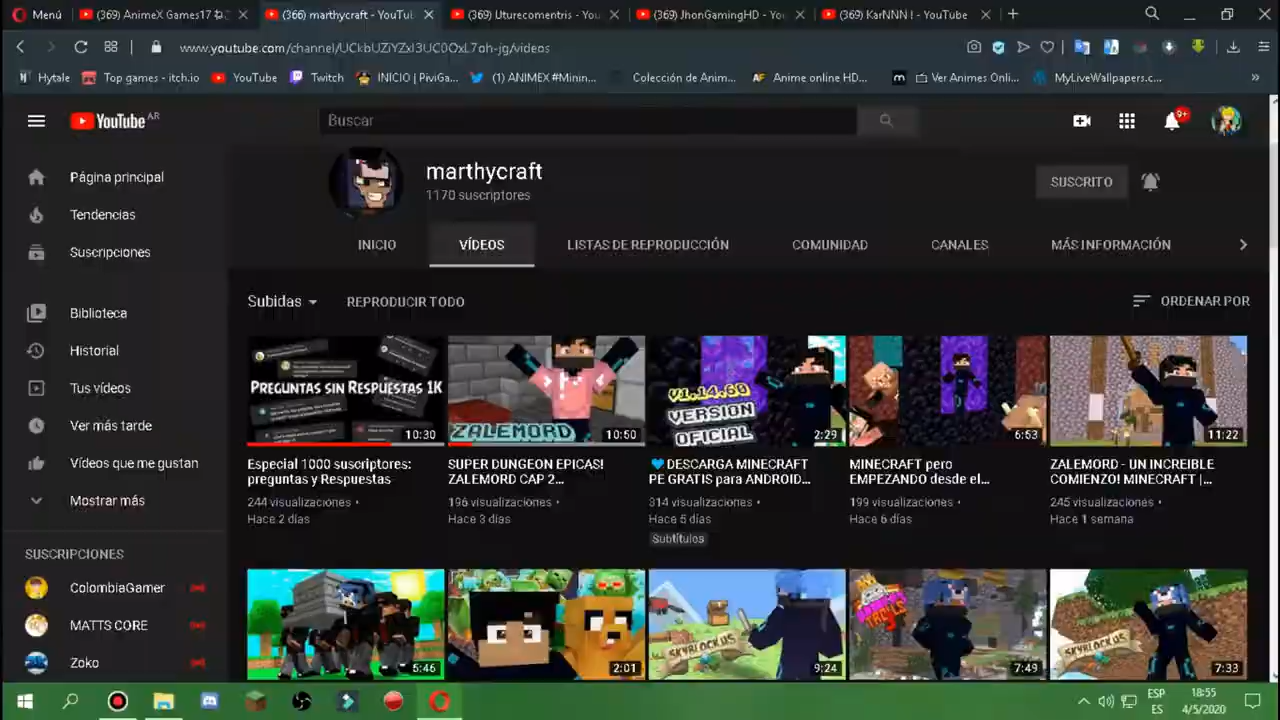 Menú
(369) AnimeX Games17
(366) marthycraft - YouTu
(369) Uturecomentris - You
(369) JhonGamingHD - Yo
(369) KarNNN ! - YouTube
www.youtube.com/channel/UCkbUZiYZxI3UC0OxL7oh-jg/videos
Hytale
Top games - itch.io
YouTube
Twitch
INICIO | PiviGa...
(1) ANIMEX #Minin...
Colección de Anim...
AF Anime online HD...
Ver Animes Onli...
MyLiveWallpapers.c...
YouTube AR
Buscar
9+
Página principal
Tendencias
Suscripciones
Biblioteca
Historial
Tus vídeos
Ver más tarde
Vídeos que me gustan
Mostrar más
SUSCRIPCIONES
ColombiaGamer
MATTS CORE
Zoko
marthycraft
1170 suscriptores
SUSCRITO
INICIO
VÍDEOS
LISTAS DE REPRODUCCIÓN
COMUNIDAD
CANALES
MÁS INFORMACIÓN
Subidas
REPRODUCIR TODO
ORDENAR POR
PREGUNTAS SIN RESPUESTAS 1K
10:30
Especial 1000 suscriptores:
preguntas y Respuestas
244 visualizaciones •
Hace 2 días
ZALEMORD
10:50
SUPER DUNGEON EPICAS!
ZALEMORD CAP 2...
196 visualizaciones •
Hace 3 días
V1.14.60
VERSION
OFICIAL
2:29
💙DESCARGA MINECRAFT
PE GRATIS para ANDROID...
314 visualizaciones •
Hace 5 días
Subtítulos
6:53
MINECRAFT pero
EMPEZANDO desde el...
199 visualizaciones •
Hace 6 días
11:22
ZALEMORD - UN INCREIBLE
COMIENZO! MINECRAFT |...
245 visualizaciones •
Hace 1 semana
5:46
2:01
SKYBLOCK US
9:24
7:49
SKYBLOCK US
7:33
ESP
ES
18:55
4/5/2020